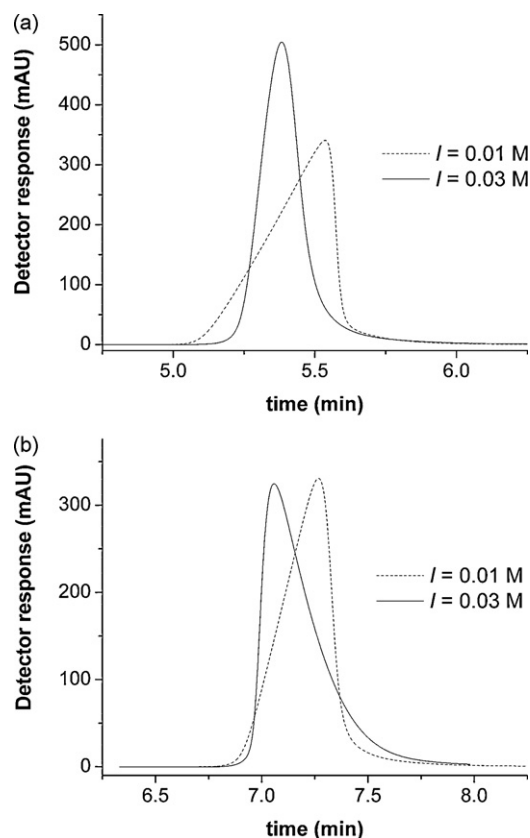 (a)
500
400
300
200
100
0
Detector response (mAU)
I = 0.01 M
I = 0.03 M
5.0 5.5 6.0
time (min)
(b)
300
200
100
0
Detector response (mAU)
I = 0.01 M
I = 0.03 M
6.5 7.0 7.5 8.0
time (min)